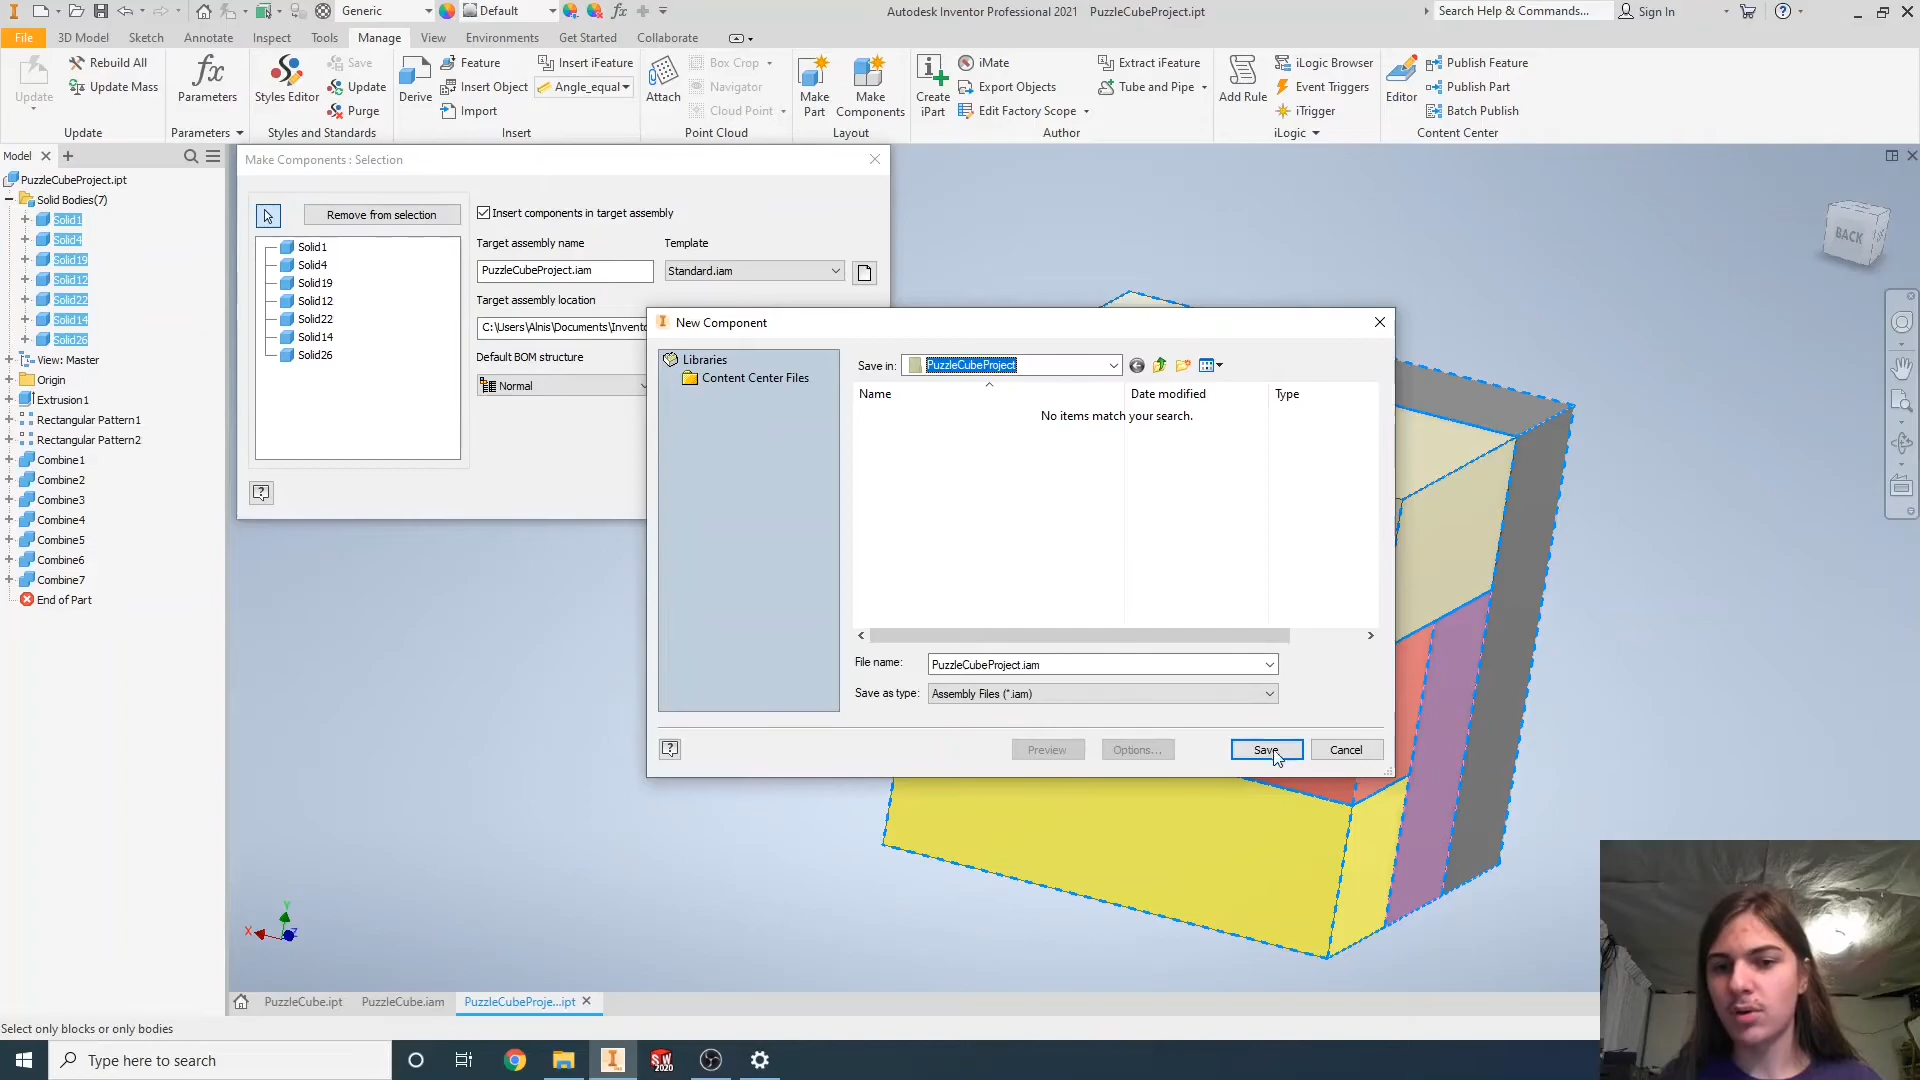 Generic
Default
Autodesk Inventor Professional 2021 PuzzleCubeProject.ipt
Search Help & Commands...
Sign In
File 3D Model Sketch Annotate Inspect Tools Manage View Environments Get Started Collaborate
Update
Rebuild All
Update Mass
Update
Parameters
Parameters
Styles Editor
Save
Update
Purge
Styles and Standards
Derive
Feature
Insert Object
Import
Insert iFeature
Angle_equal
Insert
Attach
Box Crop
Navigator
Cloud Point
Point Cloud
Make Part
Make Components
Layout
Create iPart
iMate
Export Objects
Edit Factory Scope
Extract iFeature
Tube and Pipe
Author
Add Rule
iLogic Browser
Event Triggers
iTrigger
iLogic
Editor
Publish Feature
Publish Part
Batch Publish
Content Center
Model
PuzzleCubeProject.ipt
Solid Bodies(7)
Solid1
Solid4
Solid19
Solid12
Solid22
Solid14
Solid26
View: Master
Origin
Extrusion1
Rectangular Pattern1
Rectangular Pattern2
Combine1
Combine2
Combine3
Combine4
Combine5
Combine6
Combine7
End of Part
Make Components : Selection
Remove from selection
Solid1
Solid4
Solid19
Solid12
Solid22
Solid14
Solid26
Insert components in target assembly
Target assembly name
Template
PuzzleCubeProject.iam
Standard.iam
Target assembly location
C:\Users\Alnis\Documents\Invento
Default BOM structure
Normal
New Component
Libraries
Content Center Files
Save in:
PuzzleCubeProject
Name
Date modified
Type
No items match your search.
File name:
PuzzleCubeProject.iam
Save as type:
Assembly Files (*.iam)
Preview
Options...
Save
Cancel
BACK
X
Y
Z
PuzzleCube.ipt
PuzzleCube.iam
PuzzleCubeProje...ipt
Select only blocks or only bodies
Type here to search
SW
2020